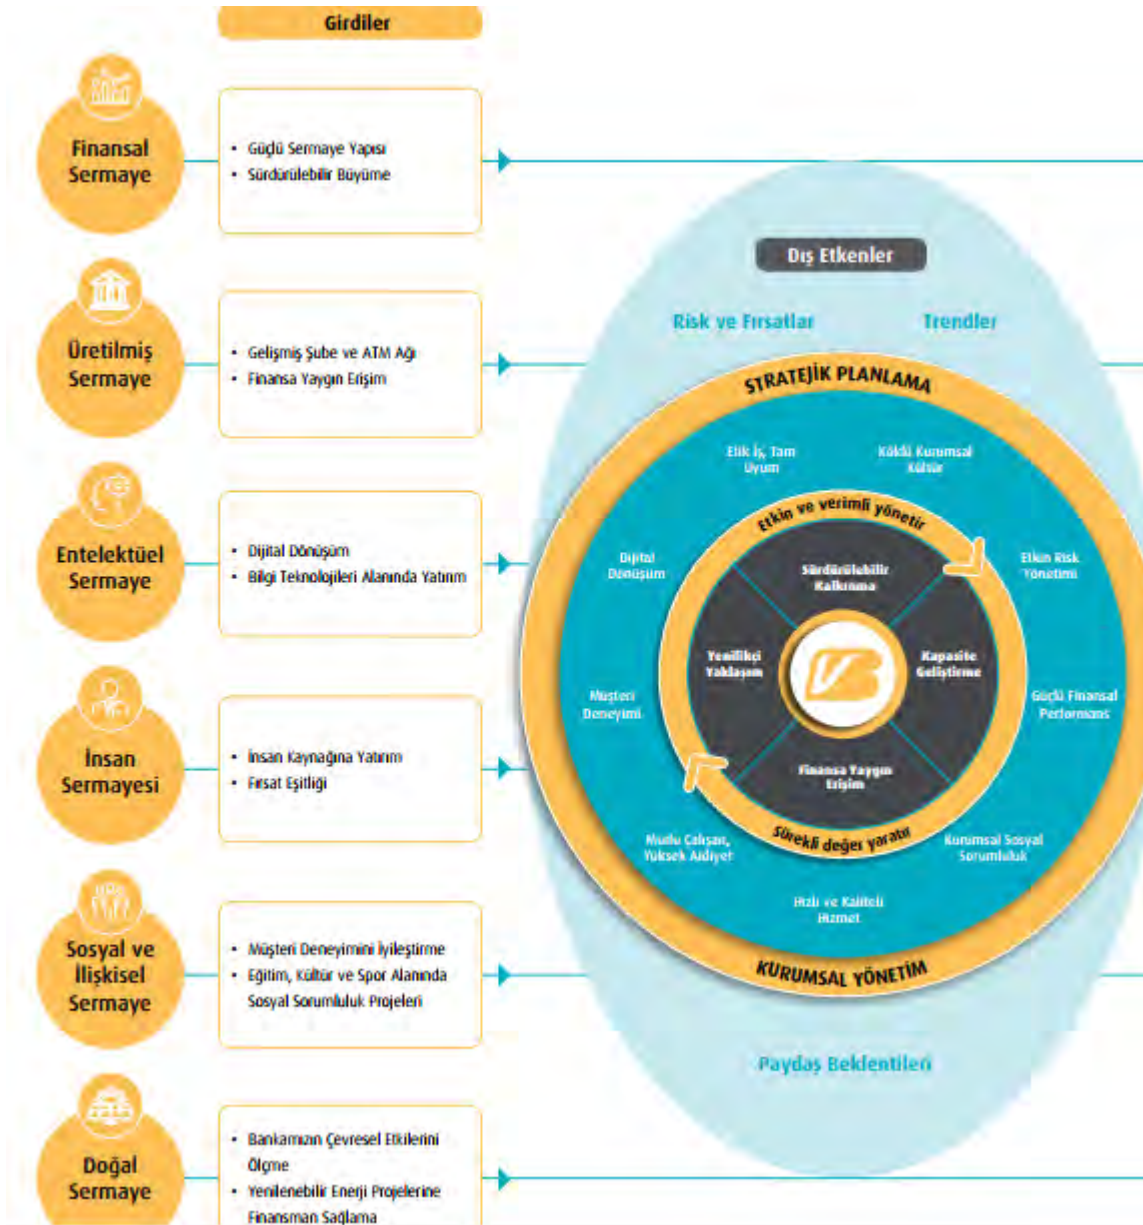 Girdiler
Finansal
Sermaye
• Güçlü Sermaye Yapısı
• Sürdürülebilir Büyüme
Üretilmiş
Sermaye
• Gelişmiş Şube ve ATM Ağı
• Finansa Yaygın Erişim
Entelektüel
Sermaye
• Dijital Dönüşüm
• Bilgi Teknolojileri Alanında Yatırım
İnsan
Sermayesi
• İnsan Kaynağına Yatırım
• Fırsat Eşitliği
Sosyal ve
İlişkisel
Sermaye
• Müşteri Deneyimini İyileştirme
• Eğitim, Kültür ve Spor Alanında
Sosyal Sorumluluk Projeleri
Doğal
Sermaye
• Bankamızın Çevresel Etkilerini
Ölçme
• Yenilenebilir Enerji Projelerine
Finansman Sağlama
Dış Etkenler
Risk ve Fırsatlar
Trendler
STRATEJİK PLANLAMA
Etik İş, Tam
Uyum
Köklü Kurumsal
Kültür
Dijital
Dönüşüm
Etkin Risk
Yönetimi
Müşteri
Deneyimi
Güçlü Finansal
Performans
Mutlu Çalışan,
Yüksek Aidiyet
Kurumsal Sosyal
Sorumluluk
Hızlı ve Kaliteli
Hizmet
Etkin ve verimli yönetir
Sürdürülebilir
Kalkınma
Yenilikçi
Yaklaşım
Kapasite
Geliştirme
Finansa Yaygın
Erişim
Sürekli değer yaratır
KURUMSAL YÖNETİM
Paydaş Beklentileri